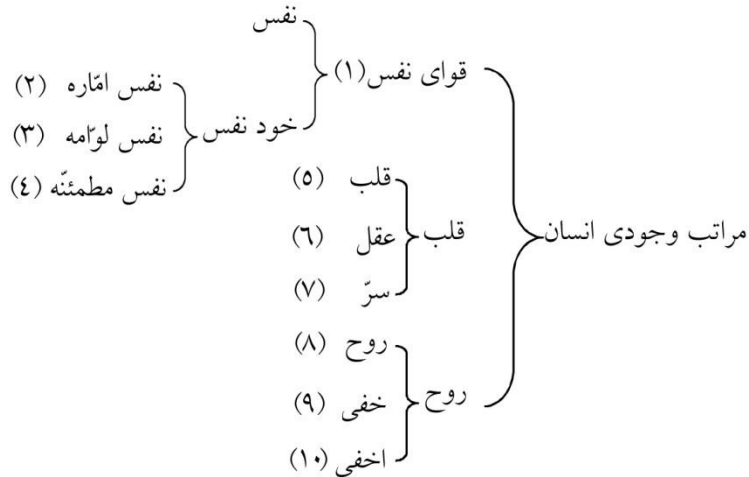 نفس
قوای نفس (۱)
نفس امّاره (۲)
خود نفس
نفس لوّامه (۳)
نفس مطمئنّه (٤)
قلب (٥)
مراتب وجودی انسان
قلب
عقل (٦)
سرّ (۷)
روح (۸)
روح
خفی (۹)
اخفی (۱۰)